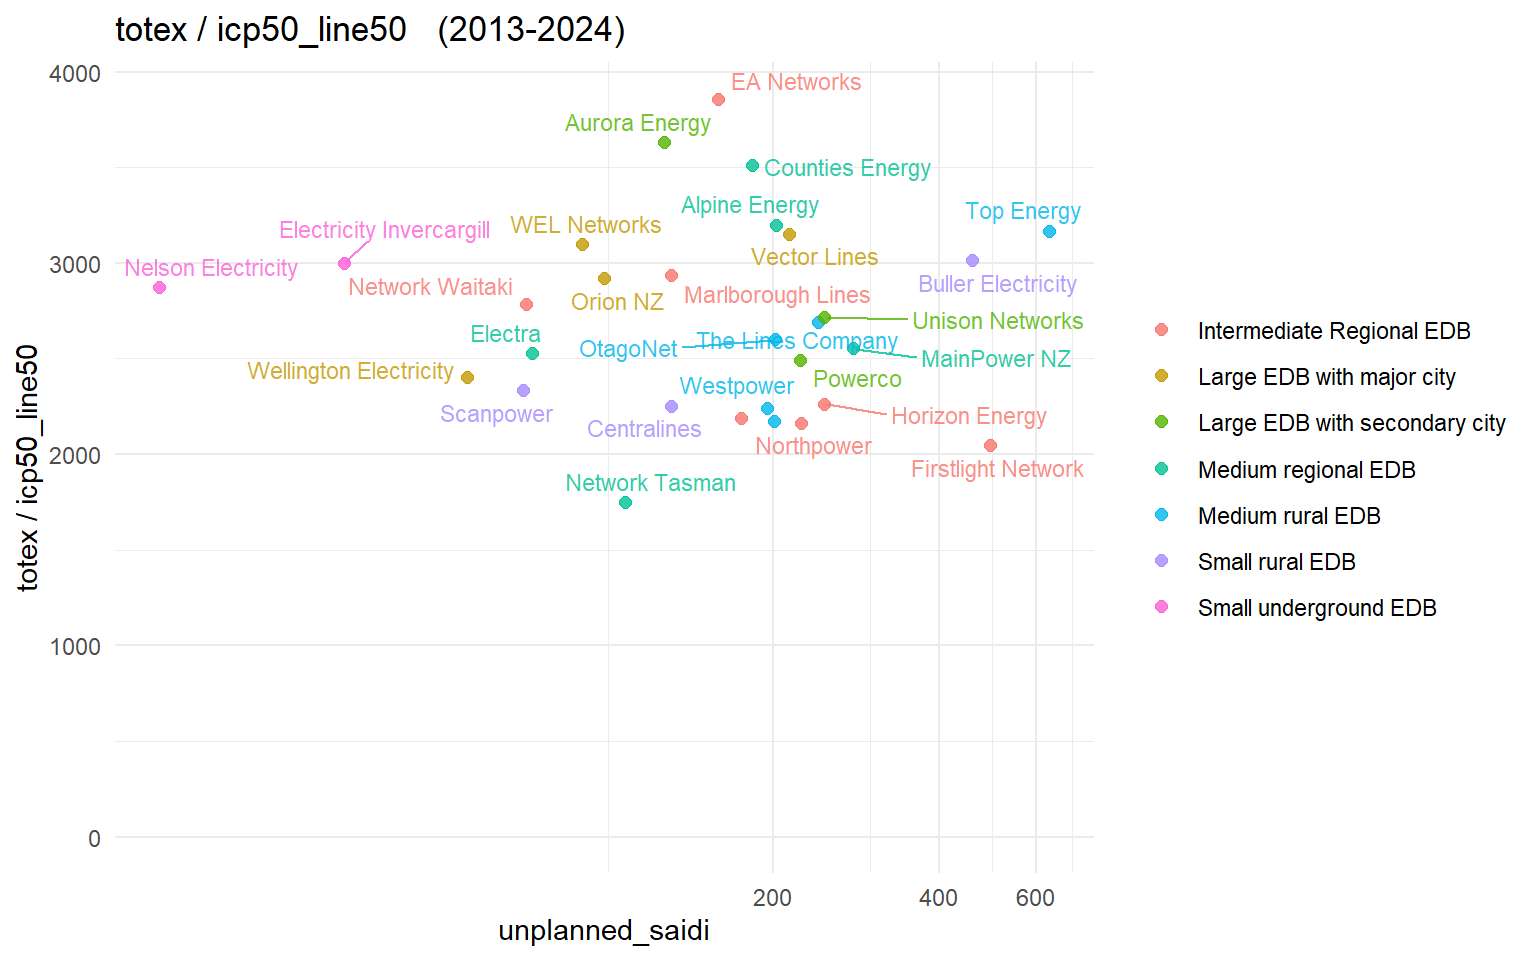 totex / icp50_line50 (2013-2024)
4000
3000
2000
1000
0
totex / icp50_line50
EA Networks
Aurora Energy
Counties Energy
Alpine Energy
Top Energy
WEL Networks
Electricity Invercargill
Vector Lines
Nelson Electricity
Buller Electricity
Network Waitaki
Marlborough Lines
Orion NZ
Unison Networks
Electra
The Lines Company
OtagoNet
MainPower NZ
Wellington Electricity
Powerco
Westpower
Scanpower
Horizon Energy
Centralines
Northpower
Firstlight Network
Network Tasman
200
400
600
unplanned_saidi
Intermediate Regional EDB
Large EDB with major city
Large EDB with secondary city
Medium regional EDB
Medium rural EDB
Small rural EDB
Small underground EDB